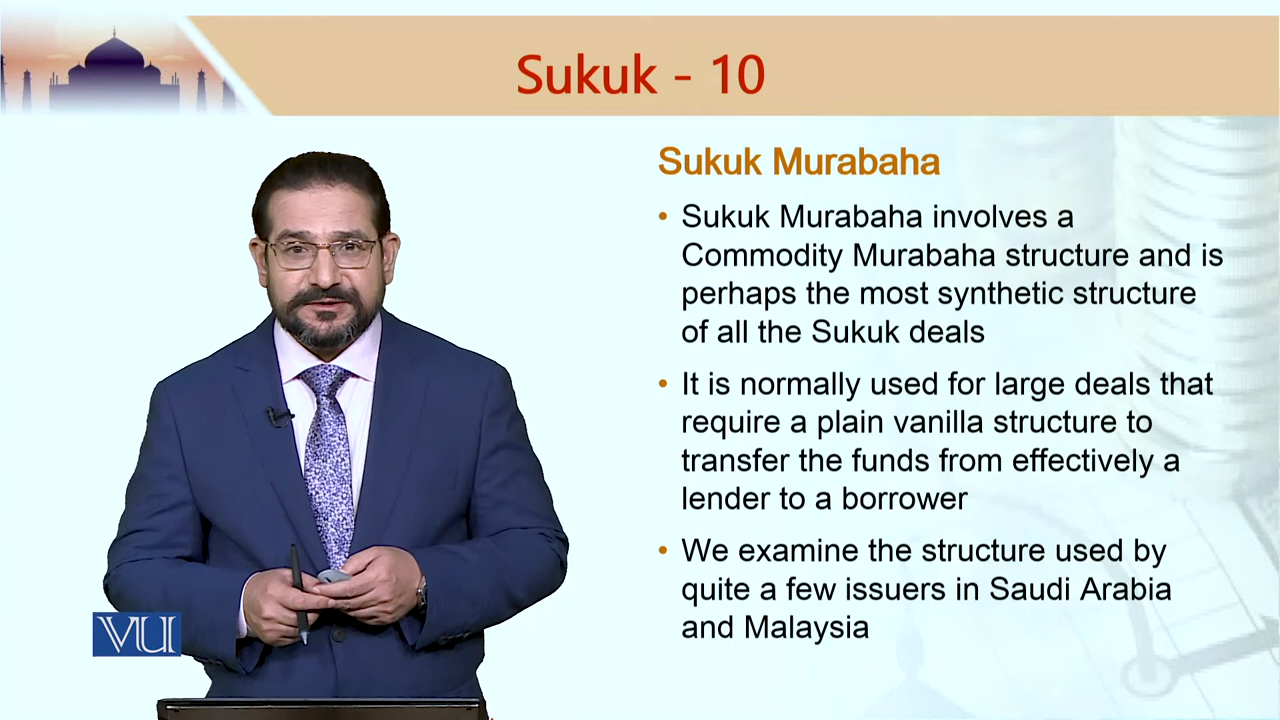 Sukuk - 10
Sukuk Murabaha
• Sukuk Murabaha involves a
Commodity Murabaha structure and is
perhaps the most synthetic structure
of all the Sukuk deals
• It is normally used for large deals that
require a plain vanilla structure to
transfer the funds from effectively a
lender to a borrower
• We examine the structure used by
quite a few issuers in Saudi Arabia
and Malaysia
VU